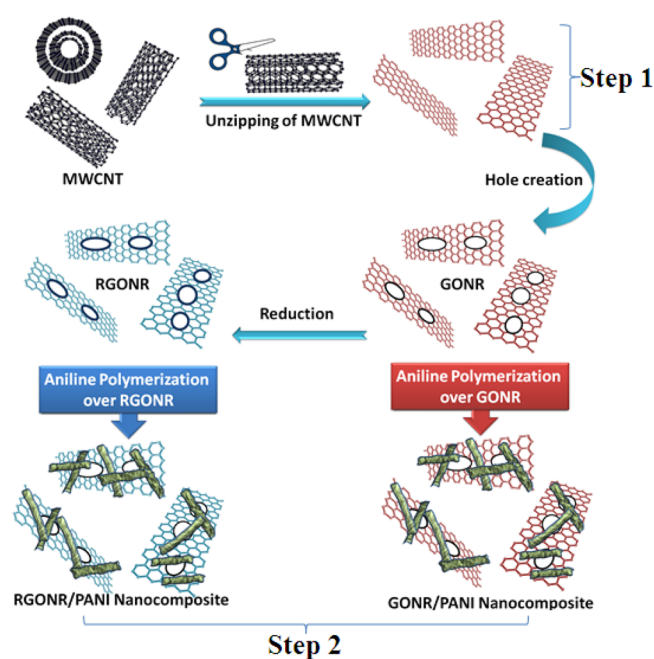 Step 1
Unzipping of MWCNT
MWCNT
Hole creation
RGONR
GONR
Reduction
Aniline Polymerization
over RGONR
Aniline Polymerization
over GONR
RGONR/PANI Nanocomposite
GONR/PANI Nanocomposite
Step 2